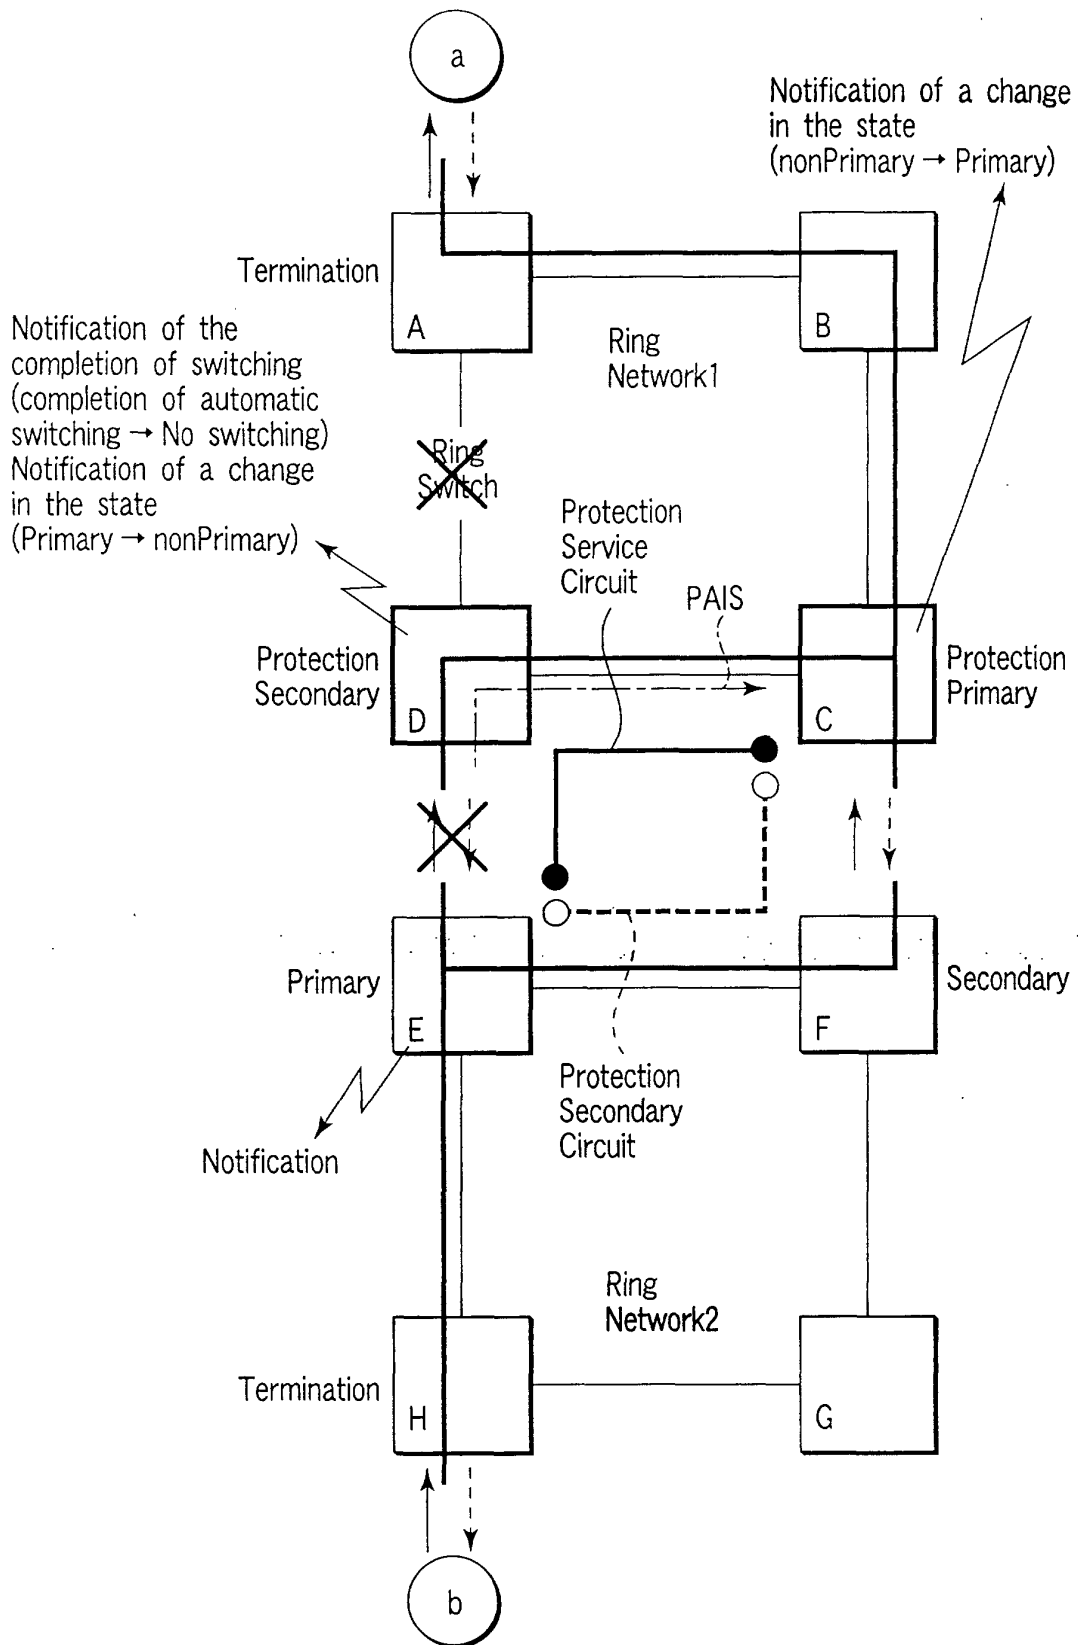 a
Notification of a change
in the state
(nonPrimary → Primary)
Termination
A
B
Notification of the
completion of switching
(completion of automatic
switching → No switching)
Notification of a change
in the state
(Primary → nonPrimary)
Ring
Network1
Ring
Switch
Protection
Service
Circuit
PAIS
Protection
Secondary
D
C
Protection
Primary
Primary
E
F
Secondary
Protection
Secondary
Circuit
Notification
Ring
Network2
Termination
H
G
b